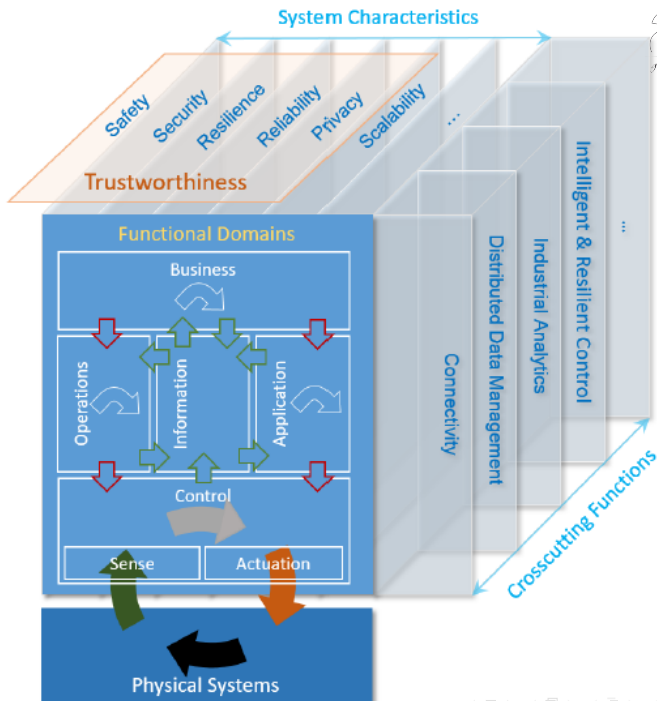 System Characteristics
Safety
Security
Resilience
Reliability
Privacy
Scalability
...
Trustworthiness
Functional Domains
Business
Operations
Information
Application
Control
Sense
Actuation
Physical Systems
Connectivity
Distributed Data Management
Industrial Analytics
Intelligent & Resilient Control
...
Crosscutting Functions